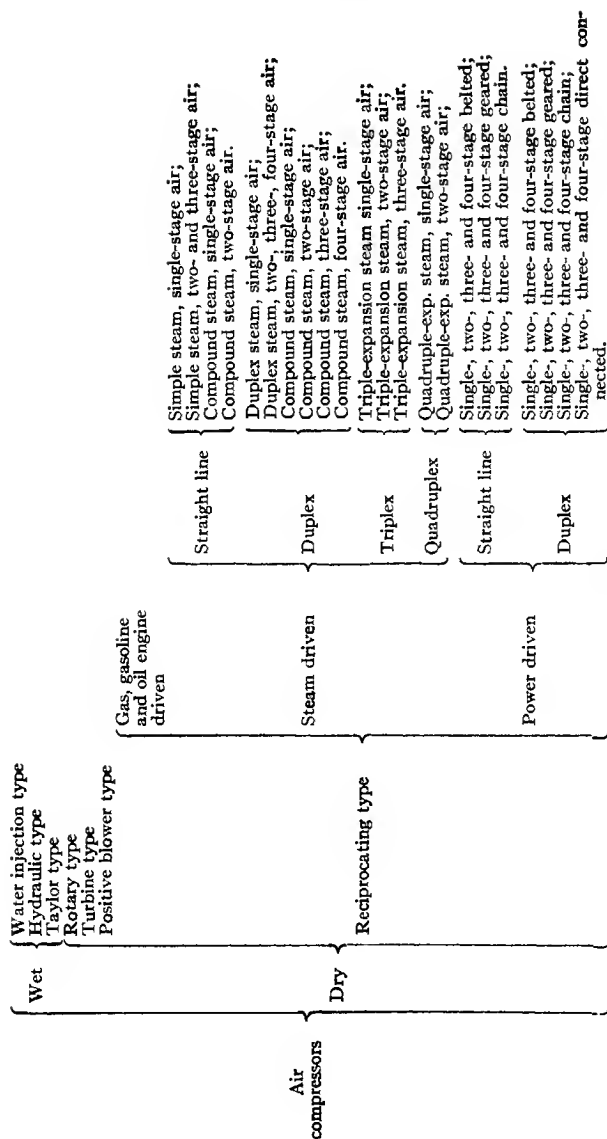 Air
compressors
Wet
Water injection type
Hydraulic type
Taylor type
Dry
Rotary type
Turbine type
Positive blower type
Reciprocating type
Gas, gasoline
and oil engine
driven
Steam driven
Straight line
Simple steam, single-stage air;
Simple steam, two- and three-stage air;
Compound steam, single-stage air;
Compound steam, two-stage air.
Duplex
Duplex steam, single-stage air;
Duplex steam, two-, three-, four-stage air;
Compound steam, single-stage air;
Compound steam, two-stage air;
Compound steam, three-stage air;
Compound steam, four-stage air.
Triplex
Triple-expansion steam single-stage air;
Triple-expansion steam, two-stage air;
Triple-expansion steam, three-stage air.
Quadruplex
Quadruple-exp. steam, single-stage air;
Quadruple-exp. steam, two-stage air;
Power driven
Straight line
Single-, two-, three- and four-stage belted;
Single-, two-, three- and four-stage geared;
Single-, two-, three- and four-stage chain.
Duplex
Single-, two-, three- and four-stage belted;
Single-, two-, three- and four-stage geared;
Single-, two-, three- and four-stage chain;
Single-, two-, three- and four-stage direct con-
nected.